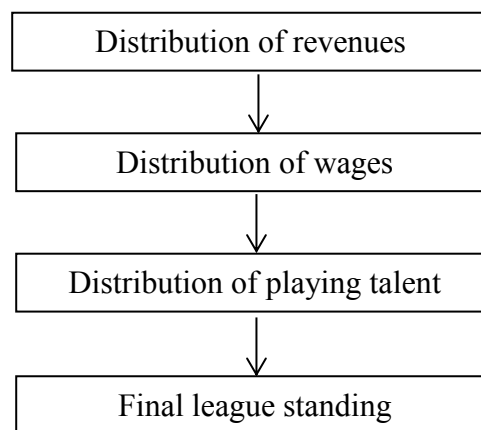 Distribution of revenues
Distribution of wages
Distribution of playing talent
Final league standing